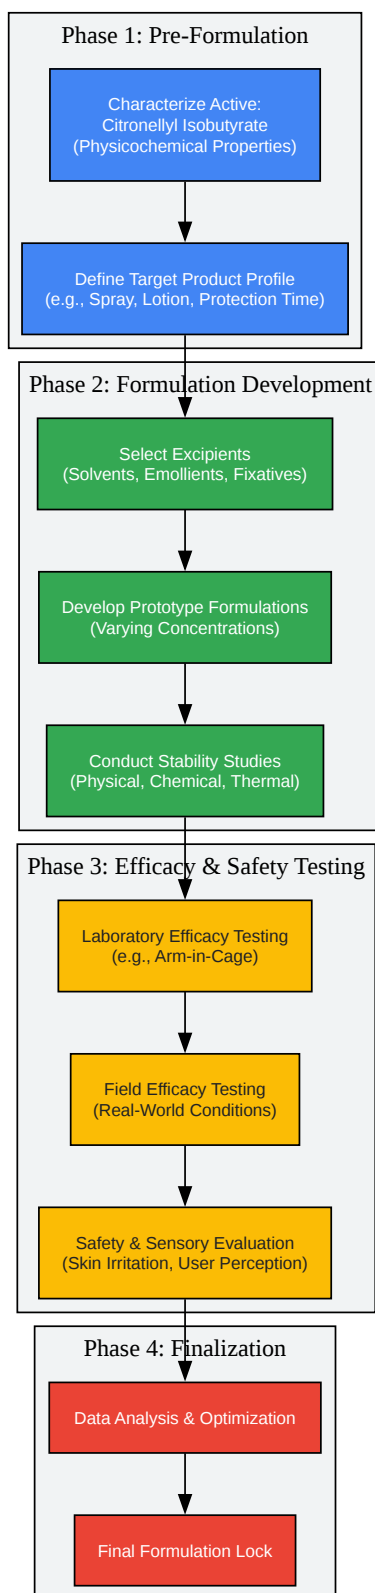 Phase 1: Pre-Formulation
Characterize Active:
Citronellyl Isobutyrate
(Physicochemical Properties)
Define Target Product Profile
(e.g., Spray, Lotion, Protection Time)
Phase 2: Formulation Development
Select Excipients
(Solvents, Emollients, Fixatives)
Develop Prototype Formulations
(Varying Concentrations)
Conduct Stability Studies
(Physical, Chemical, Thermal)
Phase 3: Efficacy & Safety Testing
Laboratory Efficacy Testing
(e.g., Arm-in-Cage)
Field Efficacy Testing
(Real-World Conditions)
Safety & Sensory Evaluation
(Skin Irritation, User Perception)
Phase 4: Finalization
Data Analysis & Optimization
Final Formulation Lock